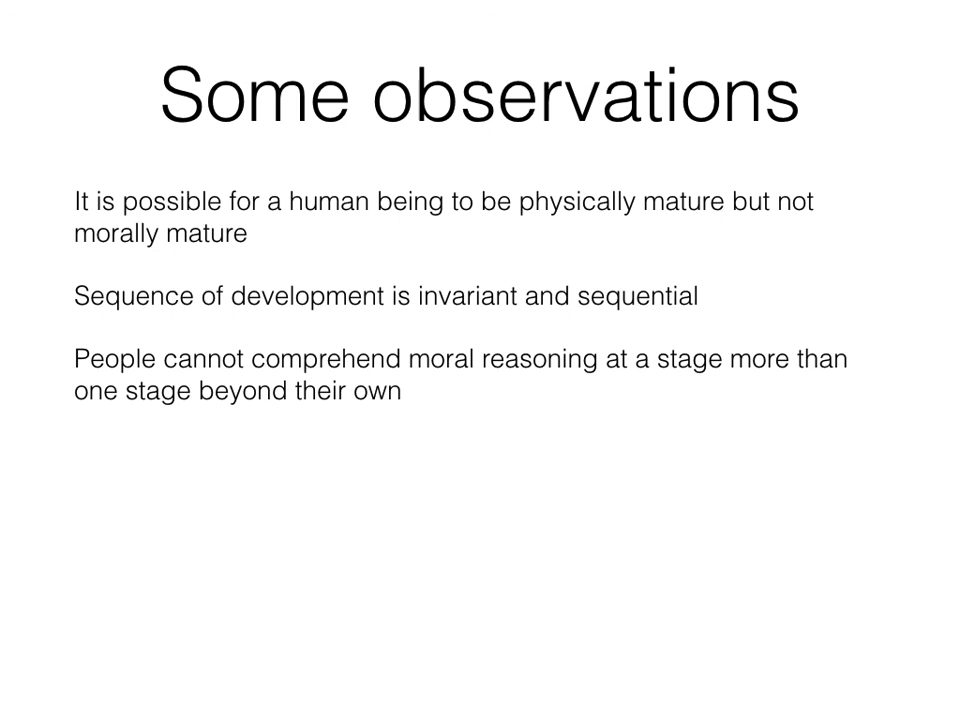 Some observations
It is possible for a human being to be physically mature but not
morally mature
Sequence of development is invariant and sequential
People cannot comprehend moral reasoning at a stage more than
one stage beyond their own